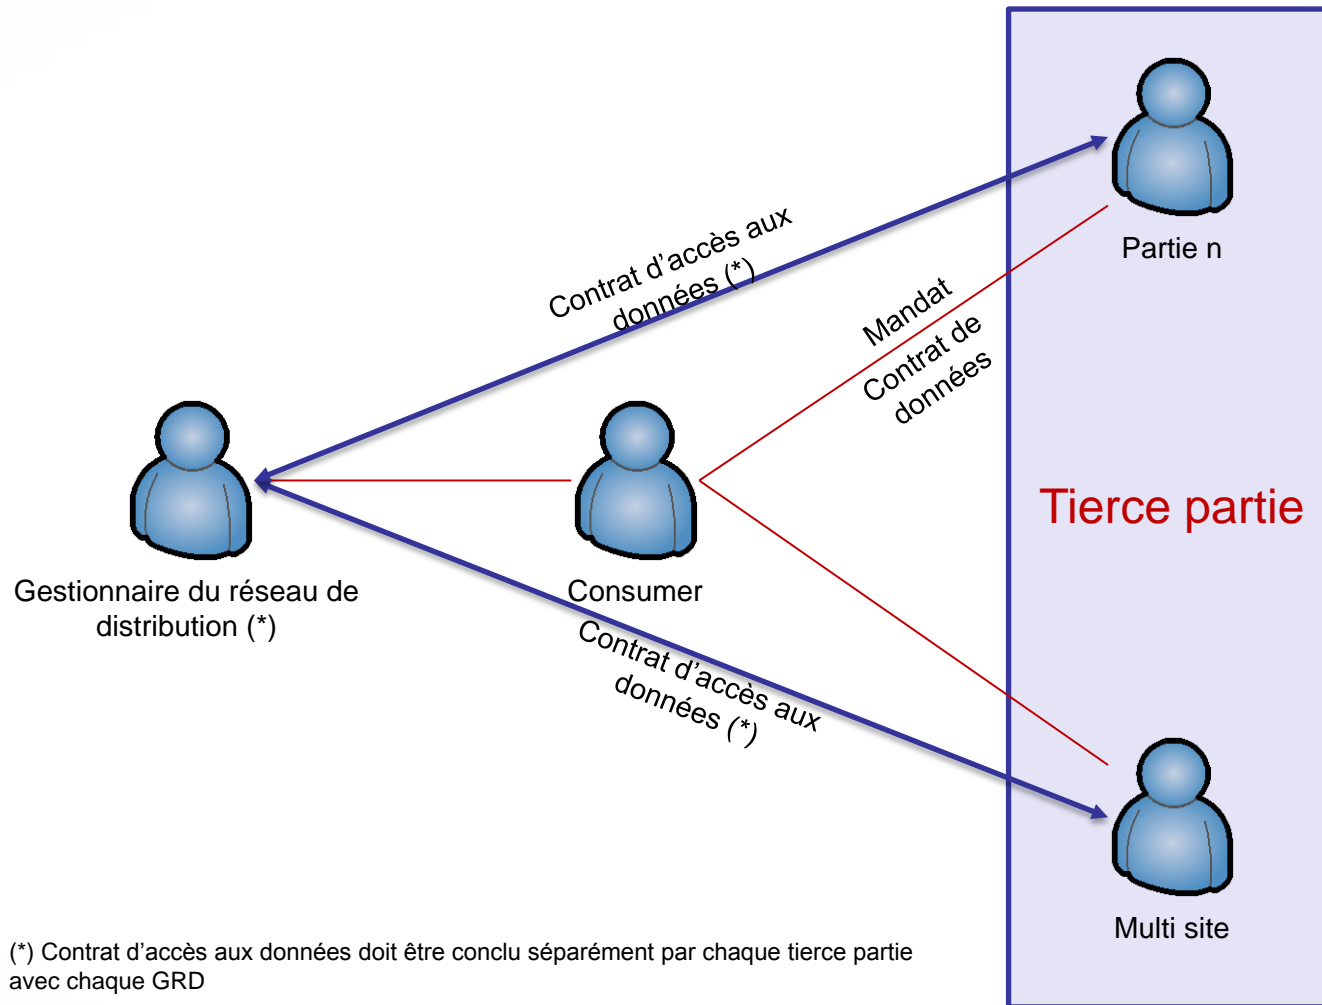 Partie n
Contrat d’accès aux
données (*)
Mandat
Contrat de
données
Tierce partie
Gestionnaire du réseau de
distribution (*)
Consumer
Contrat d’accès aux
données (*)
Multi site
(*) Contrat d’accès aux données doit être conclu séparément par chaque tierce partie
avec chaque GRD